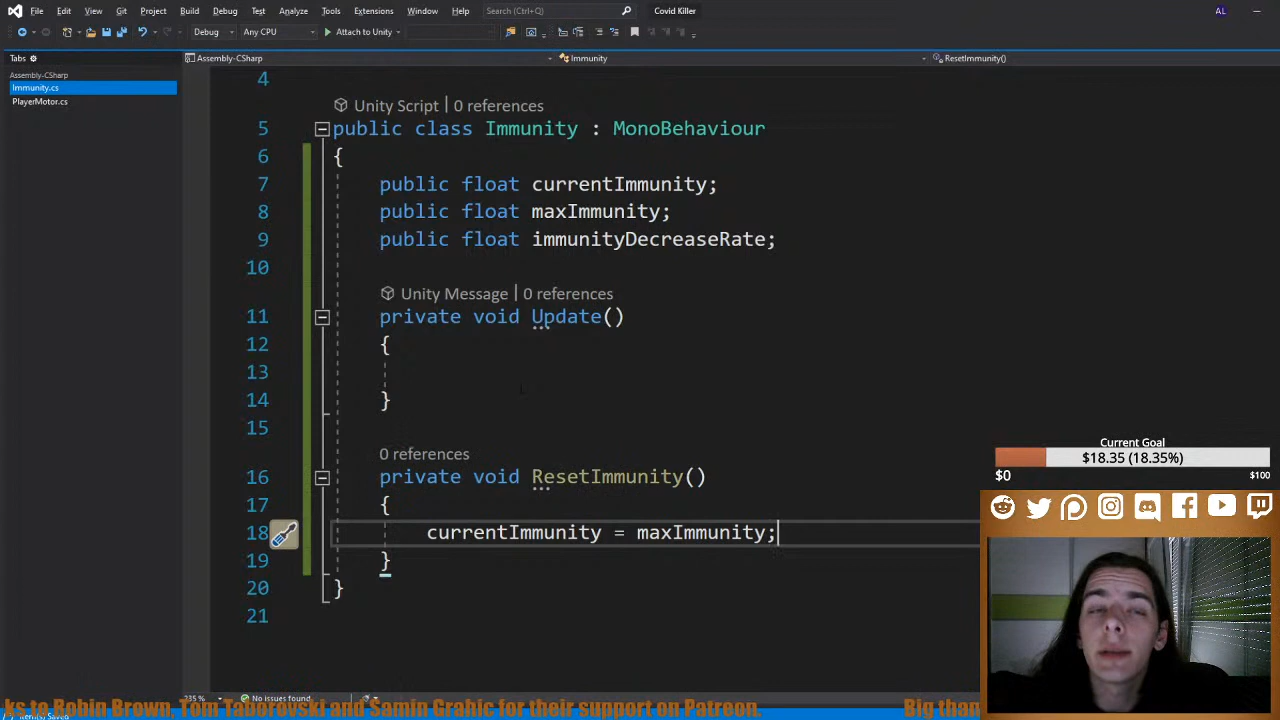 File Edit View Git Project Build Debug Test Analyze Tools Extensions Window Help Search (Ctrl+Q) Covid Killer AL
Debug Any CPU Attach to Unity
Tabs
Assembly-CSharp
Immunity.cs
PlayerMotor.cs
Assembly-CSharp Immunity ResetImmunity()
4
Unity Script | 0 references
5 public class Immunity : MonoBehaviour
6 {
7 public float currentImmunity;
8 public float maxImmunity;
9 public float immunityDecreaseRate;
10
Unity Message | 0 references
11 private void Update()
12 {
13
14 }
15
0 references
16 private void ResetImmunity()
17 {
18 currentImmunity = maxImmunity;
19 }
20 }
21
Current Goal
$18.35 (18.35%)
$0 $100
235 % No issues found
ks to Robin Brown, Tom Taborovski and Samin Grahic for their support on Patreon. Big than
Item(s) Saved